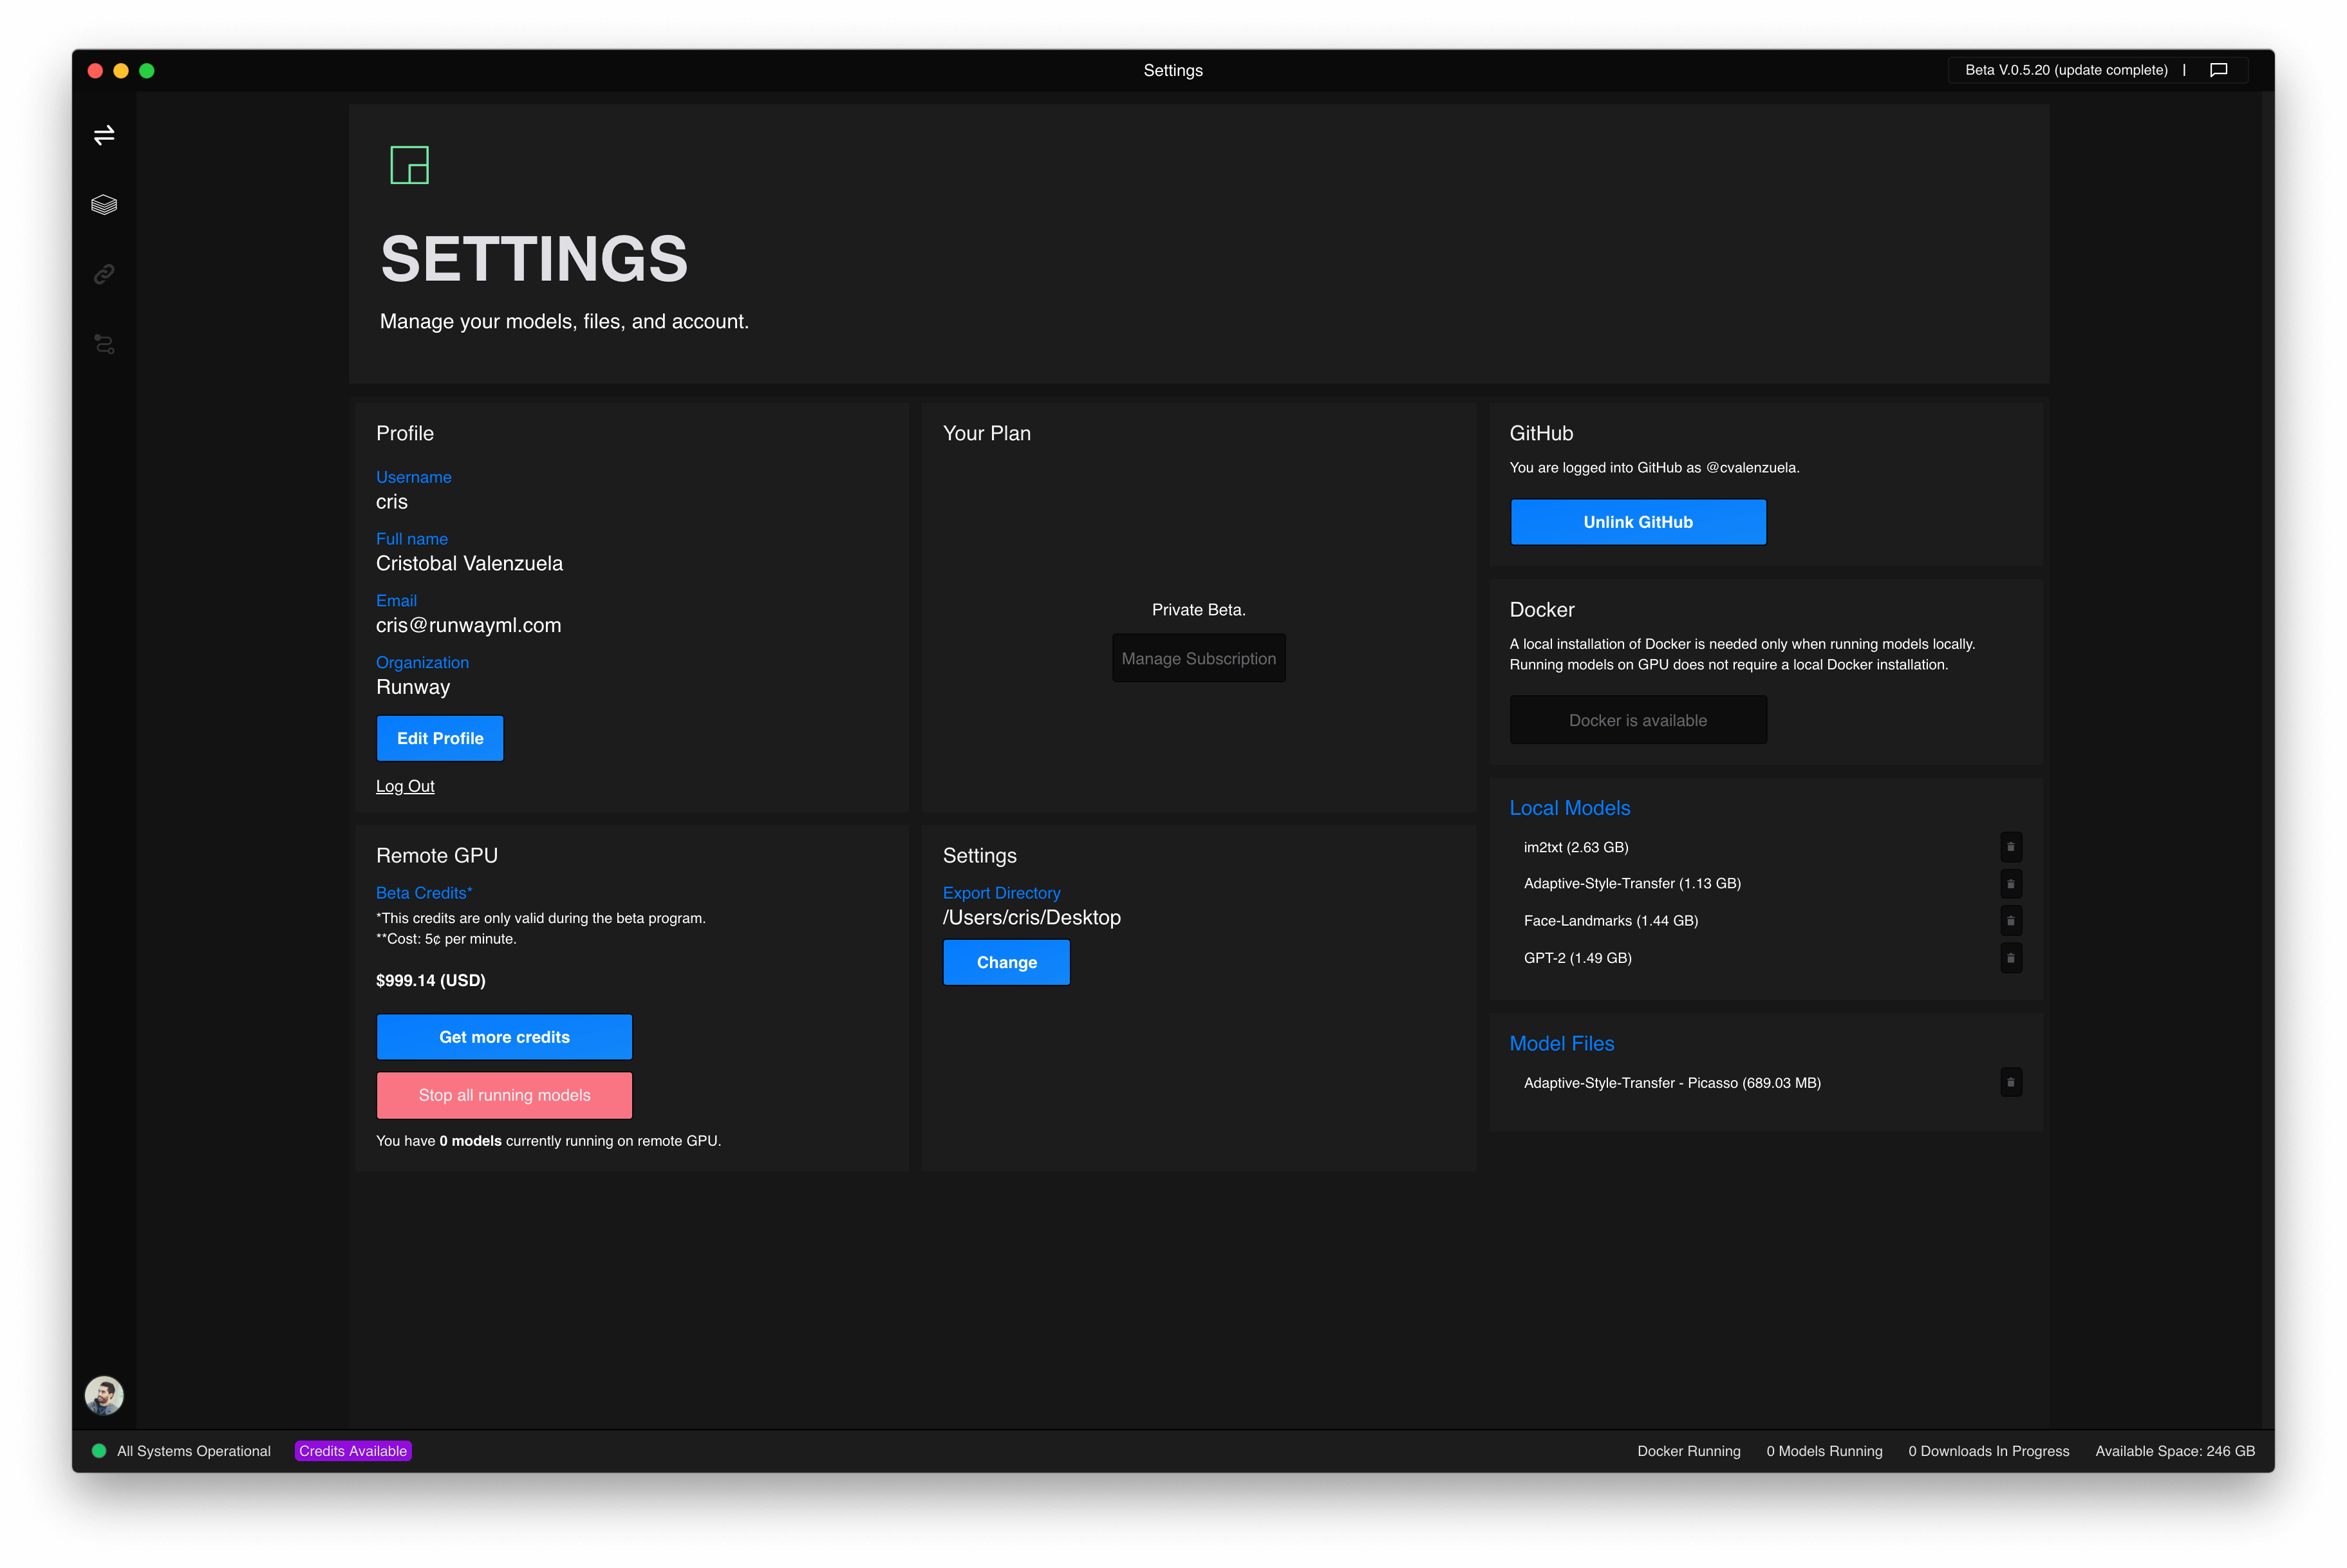 Settings
Beta V.0.5.20 (update complete) |
SETTINGS
Manage your models, files, and account.
Profile
Username
cris
Full name
Cristobal Valenzuela
Email
cris@runwayml.com
Organization
Runway
Edit Profile
Log Out
Your Plan
Private Beta.
Manage Subscription
GitHub
You are logged into GitHub as @cvalenzuela.
Unlink GitHub
Docker
A local installation of Docker is needed only when running models locally.
Running models on GPU does not require a local Docker installation.
Docker is available
Remote GPU
Beta Credits*
*This credits are only valid during the beta program.
**Cost: 5¢ per minute.
$999.14 (USD)
Get more credits
Stop all running models
You have 0 models currently running on remote GPU.
Settings
Export Directory
/Users/cris/Desktop
Change
Local Models
im2txt (2.63 GB)
Adaptive-Style-Transfer (1.13 GB)
Face-Landmarks (1.44 GB)
GPT-2 (1.49 GB)
Model Files
Adaptive-Style-Transfer - Picasso (689.03 MB)
All Systems Operational
Credits Available
Docker Running
0 Models Running
0 Downloads In Progress
Available Space: 246 GB